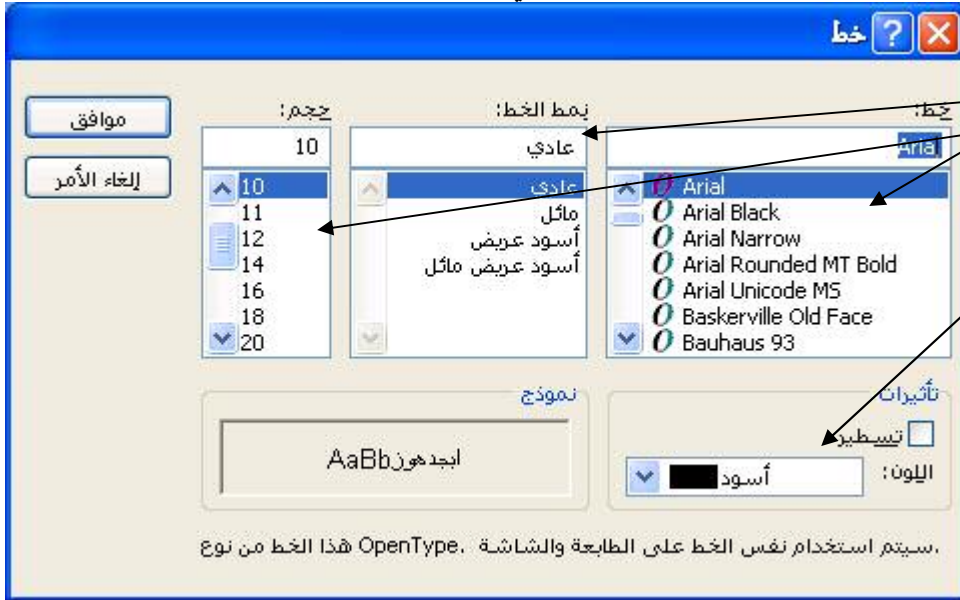 خط
خط:
نمط الخط:
حجم:
Arial
عادي
10
موافق
إلغاء الأمر
Arial
Arial Black
Arial Narrow
Arial Rounded MT Bold
Arial Unicode MS
Baskerville Old Face
Bauhaus 93
عادي
مائل
أسود عريض
أسود عريض مائل
10
11
12
14
16
18
20
تأثيرات
تسطير
اللون:
أسود
نموذج
AaBbابجدهوز
.سيتم استخدام نفس الخط على الطابعة والشاشة .OpenType هذا الخط من نوع